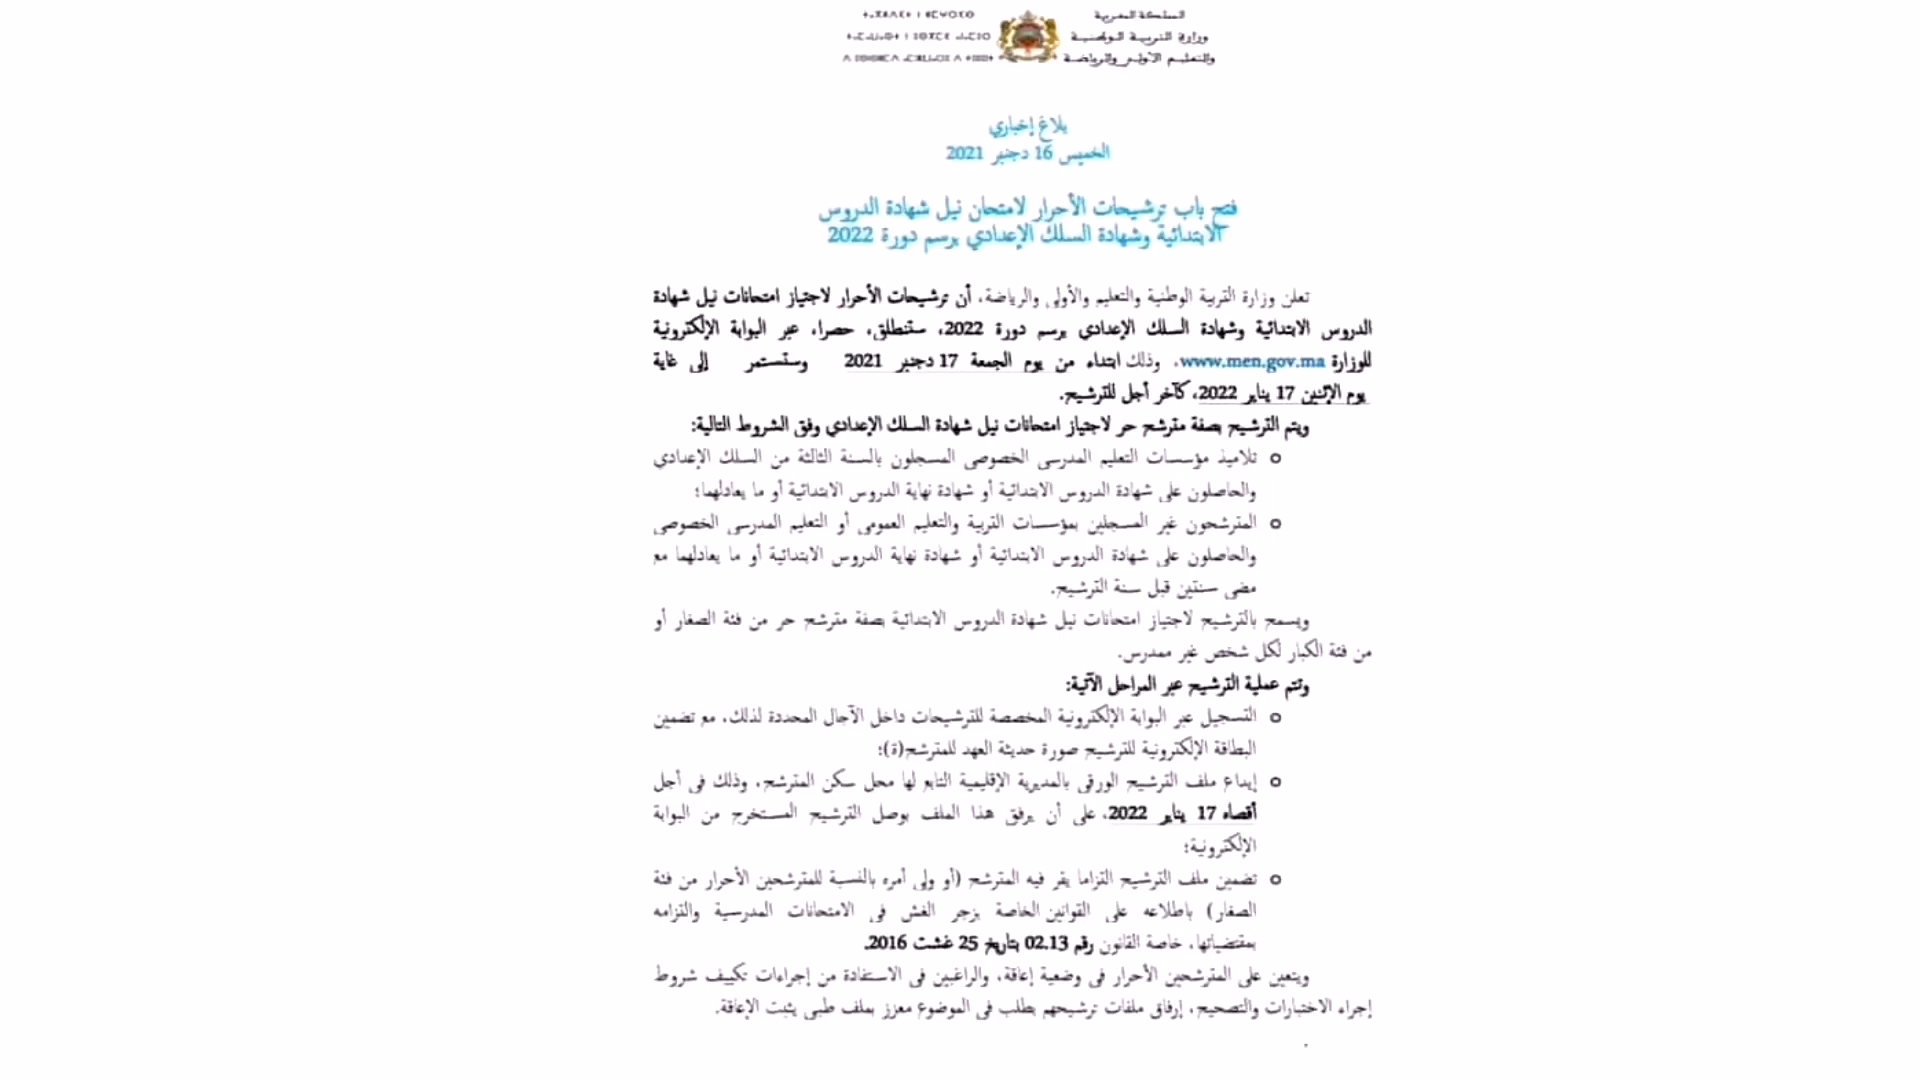 المملكة المغربية
وزارة التربية الوطنية
والتعليم الأولي والرياضة
بلاغ إخباري
الخميس 16 دجنبر 2021
فتح باب ترشيحات الأحرار لامتحان نيل شهادة الدروس
الابتدائية وشهادة السلك الإعدادي برسم دورة 2022
تعلن وزارة التربية الوطنية والتعليم والأولي والرياضة، أن ترشيحات الأحرار لاجتياز امتحانات نيل شهادة
الدروس الابتدائية وشهادة السلك الإعدادي برسم دورة 2022، ستنطلق، حصرا، عبر البوابة الإلكترونية
للوزارة www.men.gov.ma، وذلك ابتداء من يوم الجمعة 17 دجنبر 2021 وستستمر إلى غاية
يوم الإثنين 17 يناير 2022، كآخر أجل للترشيح.
ويتم الترشيح بصفة مترشح حر لاجتياز امتحانات نيل شهادة السلك الإعدادي وفق الشروط التالية:
o تلاميذ مؤسسات التعليم المدرسي الخصوصي المسجلون بالسنة الثالثة من السلك الإعدادي
والحاصلون على شهادة الدروس الابتدائية أو شهادة نهاية الدروس الابتدائية أو ما يعادلهما؛
o المترشحون غير المسجلين بمؤسسات التربية والتعليم العمومي أو التعليم المدرسي الخصوصي
والحاصلون على شهادة الدروس الابتدائية أو شهادة نهاية الدروس الابتدائية أو ما يعادلهما مع
مضي سنتين قبل سنة الترشيح.
ويسمح بالترشيح لاجتياز امتحانات نيل شهادة الدروس الابتدائية بصفة مترشح حر من فئة الصغار أو
من فئة الكبار لكل شخص غير ممدرس.
وتتم عملية الترشيح عبر المراحل الآتية:
o التسجيل عبر البوابة الإلكترونية المخصصة للترشيحات داخل الآجال المحددة لذلك، مع تضمين
البطاقة الإلكترونية للترشيح صورة حديثة العهد للمترشح(ة)؛
o إيداع ملف الترشيح الورقي بالمديرية الإقليمية التابع لها محل سكن المترشح، وذلك في أجل
أقصاه 17 يناير 2022، على أن يرفق هذا الملف بوصل الترشيح المستخرج من البوابة
الإلكترونية؛
o تضمين ملف الترشيح التزاما يقر فيه المترشح (أو ولي أمره بالنسبة للمترشحين الأحرار من فئة
الصغار) باطلاعه على القوانين الخاصة بزجر الغش في الامتحانات المدرسية والتزامه
بمقتضياتها، خاصة القانون رقم 02.13 بتاريخ 25 غشت 2016.
ويتعين على المترشحين الأحرار في وضعية إعاقة، والراغبين في الاستفادة من إجراءات تكييف شروط
إجراء الاختبارات والتصحيح، إرفاق ملفات ترشيحهم بطلب في الموضوع معزز بملف طبي يثبت الإعاقة.